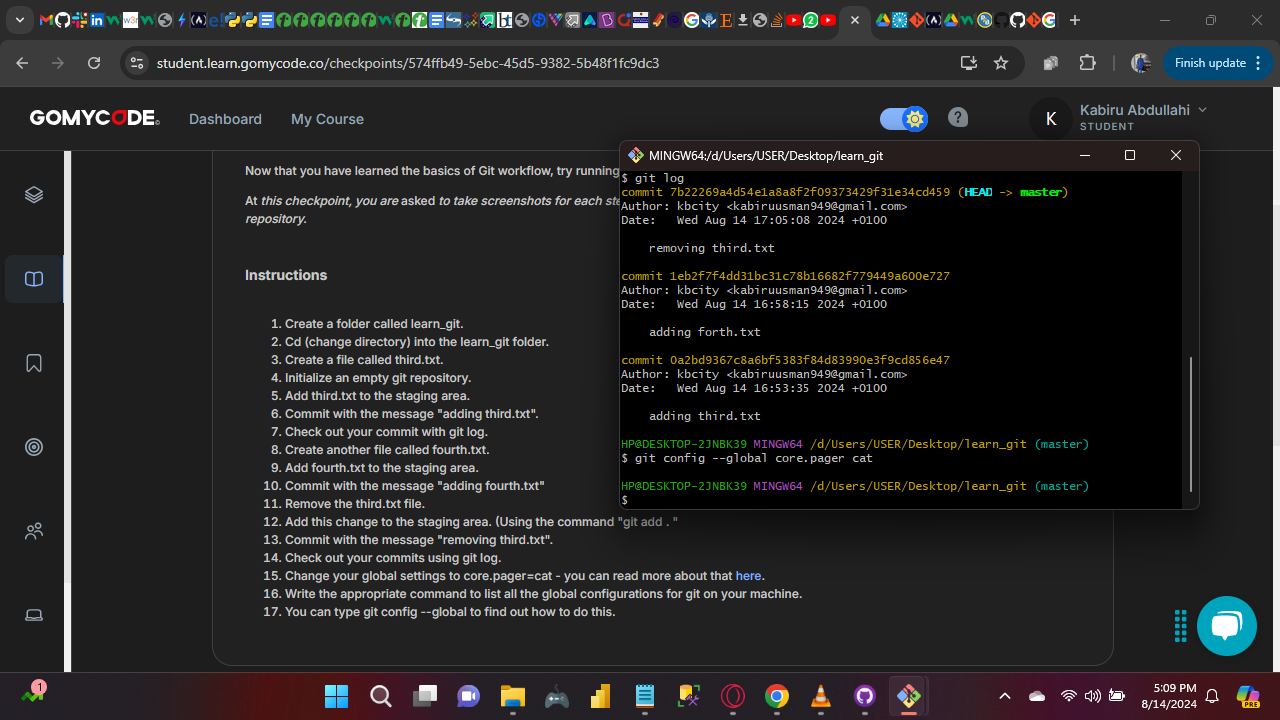 student.learn.gomycode.co/checkpoints/574ffb49-5ebc-45d5-9382-5b48f1fc9dc3
Finish update
GOMYCODE
Dashboard
My Course
K
Kabiru Abdullahi
STUDENT
Now that you have learned the basics of Git workflow, try running
At this checkpoint, you are asked to take screenshots for each ste
repository.
Instructions
1. Create a folder called learn_git.
2. Cd (change directory) into the learn_git folder.
3. Create a file called third.txt.
4. Initialize an empty git repository.
5. Add third.txt to the staging area.
6. Commit with the message "adding third.txt".
7. Check out your commit with git log.
8. Create another file called fourth.txt.
9. Add fourth.txt to the staging area.
10. Commit with the message "adding fourth.txt"
11. Remove the third.txt file.
12. Add this change to the staging area. (Using the command "git add . "
13. Commit with the message "removing third.txt".
14. Check out your commits using git log.
15. Change your global settings to core.pager=cat - you can read more about that here.
16. Write the appropriate command to list all the global configurations for git on your machine.
17. You can type git config --global to find out how to do this.
MINGW64:/d/Users/USER/Desktop/learn_git
$ git log
commit 7b22269a4d54e1a8a8f2f09373429f31e34cd459 (HEAD -> master)
Author: kbcity <kabiruusman949@gmail.com>
Date:   Wed Aug 14 17:05:08 2024 +0100
removing third.txt
commit 1eb2f7f4dd31bc31c78b16682f779449a600e727
Author: kbcity <kabiruusman949@gmail.com>
Date:   Wed Aug 14 16:58:15 2024 +0100
adding forth.txt
commit 0a2bd9367c8a6bf5383f84d83990e3f9cd856e47
Author: kbcity <kabiruusman949@gmail.com>
Date:   Wed Aug 14 16:53:35 2024 +0100
adding third.txt
HP@DESKTOP-2JNBK39 MINGW64 /d/Users/USER/Desktop/learn_git (master)
$ git config --global core.pager cat
HP@DESKTOP-2JNBK39 MINGW64 /d/Users/USER/Desktop/learn_git (master)
$
1
5:09 PM
8/14/2024
PRE